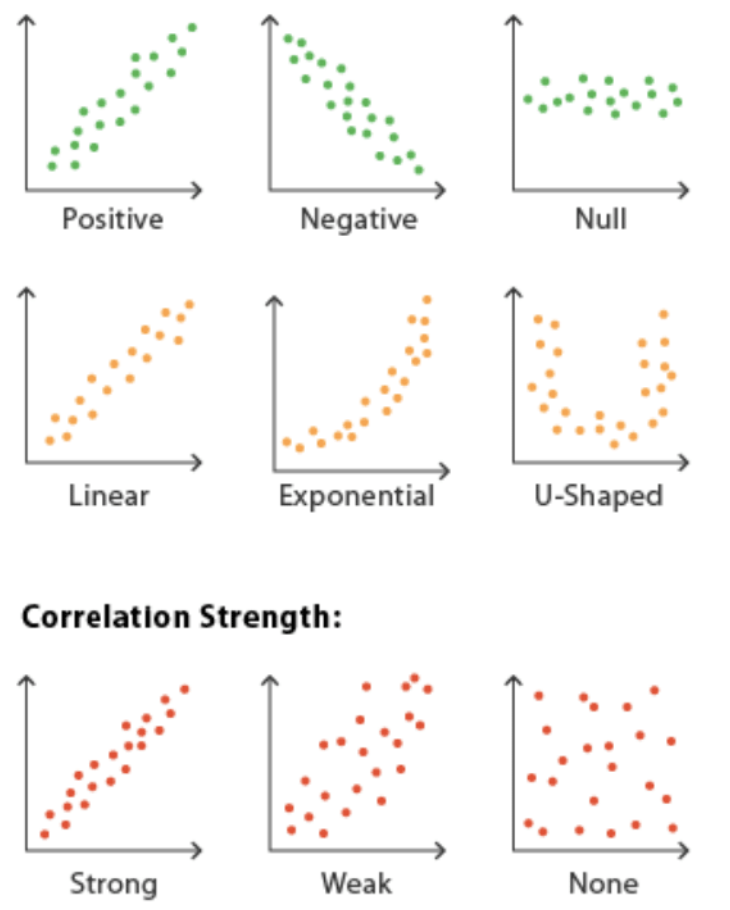 Positive
Negative
Null
Linear
Exponential
U-Shaped
Correlation Strength:
Strong
Weak
None